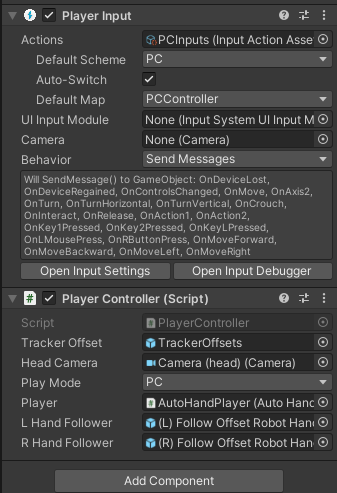 Player Input
Actions PCInputs (Input Action Asse
Default Scheme PC
Auto-Switch
Default Map PCController
UI Input Module None (Input System UI Input M
Camera None (Camera)
Behavior Send Messages
Will SendMessage() to GameObject: OnDeviceLost,
OnDeviceRegained, OnControlsChanged, OnMove, OnAxis2,
OnTurn, OnTurnHorizontal, OnTurnVertical, OnCrouch,
OnInteract, OnRelease, OnAction1, OnAction2,
OnKey1Pressed, OnKey2Pressed, OnKeyLPressed,
OnLMousePress, OnRButtonPress, OnMoveForward,
OnMoveBackward, OnMoveLeft, OnMoveRight
Open Input Settings Open Input Debugger
Player Controller (Script)
Script PlayerController
Tracker Offset TrackerOffsets
Head Camera Camera (head) (Camera)
Play Mode PC
Player AutoHandPlayer (Auto Hand
L Hand Follower (L) Follow Offset Robot Hand
R Hand Follower (R) Follow Offset Robot Hand
Add Component